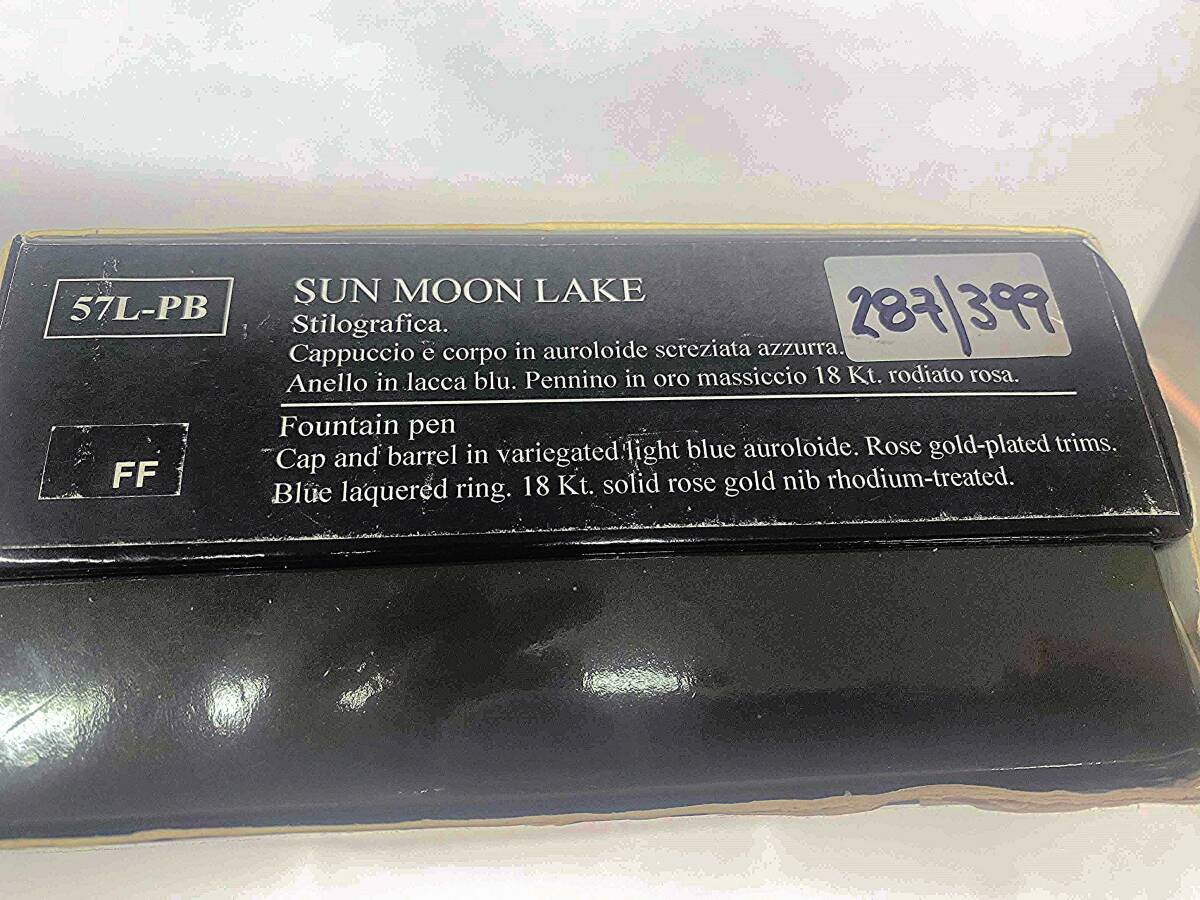 57L-PB
SUN MOON LAKE
287/399
Stilografica.
Cappuccio e corpo in auroloide screziata azzurra.
Anello in lacca blu. Pennino in oro massiccio 18 Kt. rodiato rosa.
FF
Fountain pen
Cap and barrel in variegated light blue auroloide. Rose gold-plated trims.
Blue laquered ring. 18 Kt. solid rose gold nib rhodium-treated.